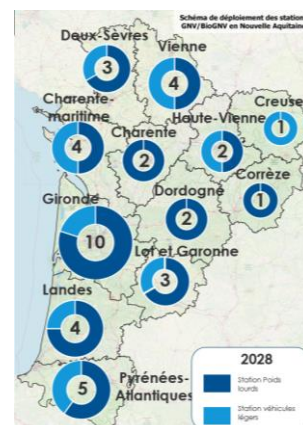 Schéma de déploiement des station
GNV/BioGNV en Nouvelle Aquitaine
Deux-Sèvres
3
Vienne
4
Charente-
maritime
4
Charente
2
Haute-Vienne
2
Creuse
1
Corrèze
1
Dordogne
2
Gironde
10
Lot et Garonne
3
Landes
4
Pyrénées-
Atlantiques
5
2028
Station Poids
lourds
Station véhicules
légers